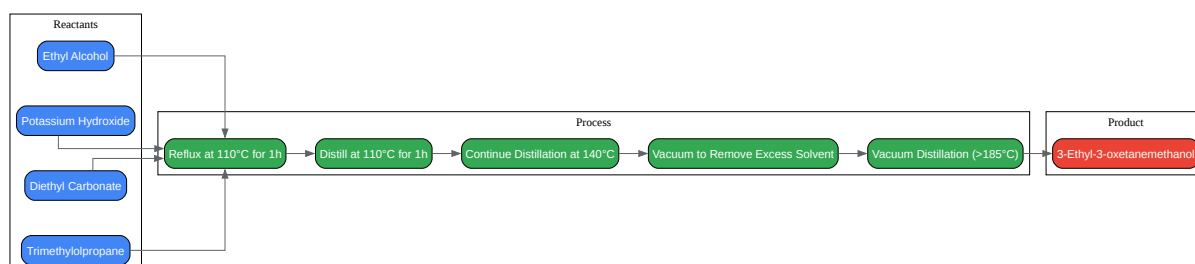 Reactants
Ethyl Alcohol
Potassium Hydroxide
Diethyl Carbonate
Trimethylolpropane
Process
Reflux at 110°C for 1h
Distill at 110°C for 1h
Continue Distillation at 140°C
Vacuum to Remove Excess Solvent
Vacuum Distillation (>185°C)
Product
3-Ethyl-3-oxetanemethanol